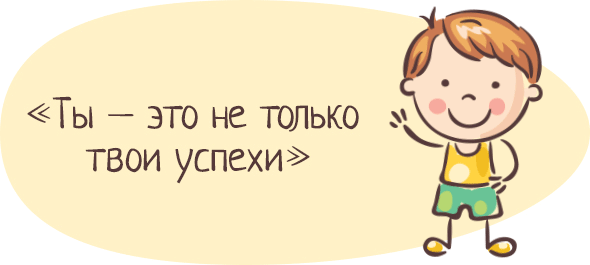 «Ты — это не только
твои успехи»